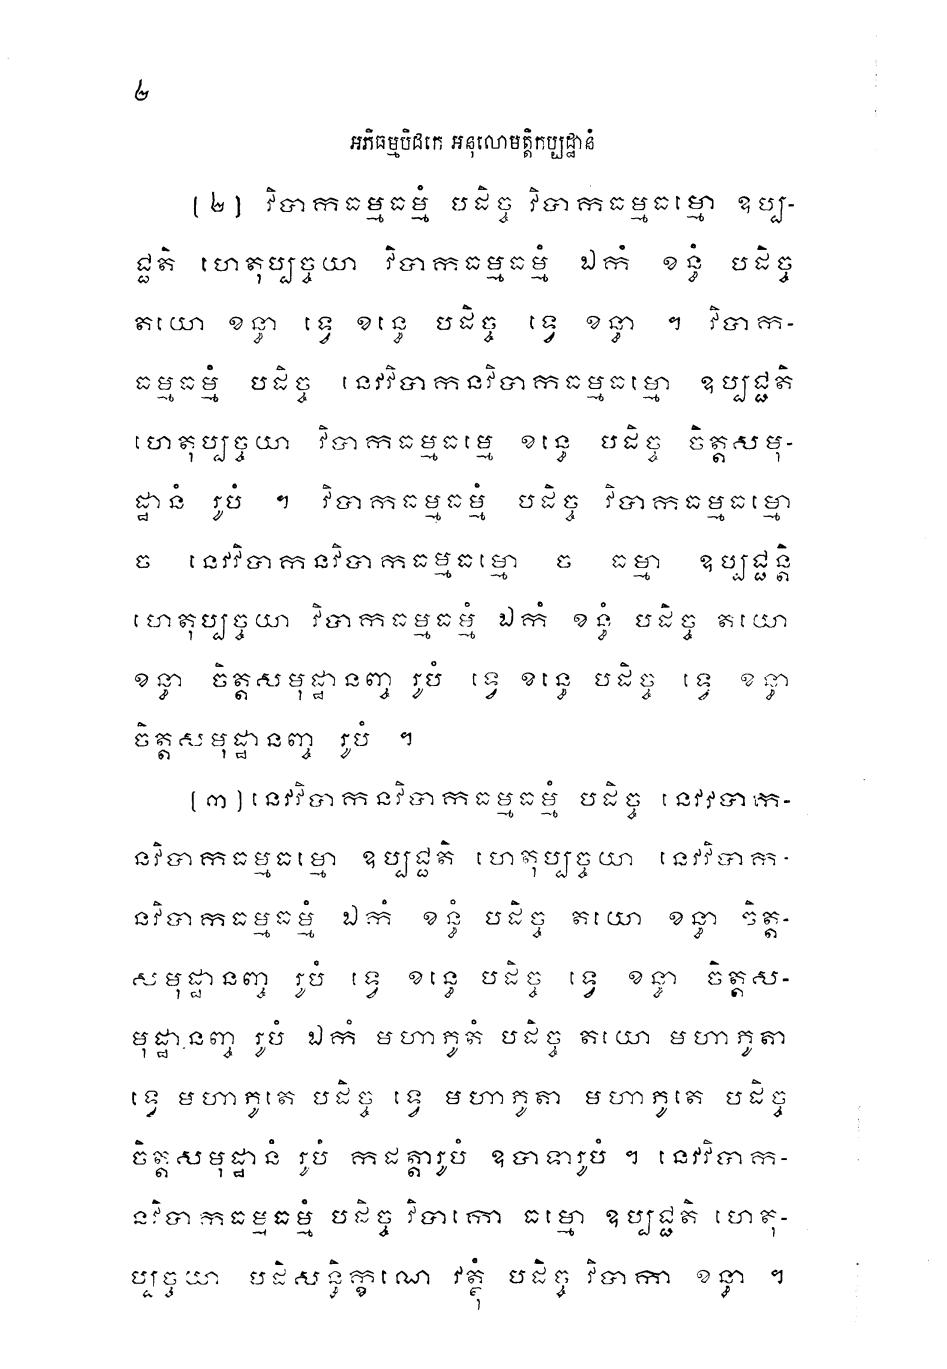 ៤
អភិធម្មបិដកេ អនុលោមត្តិកប្បដ្ឋានំ
(២) វិបាកធម្មធម្មំ បដិច្ច វិបាកធម្មធម្មោ ឧប្ប-
ជ្ជតិ ហេតុប្បច្ចយា វិបាកធម្មធម្មំ ឯកំ ខន្ធំ បដិច្ច
តយោ ខន្ធា ទ្វេ ខន្ធេ បដិច្ច ទ្វេ ខន្ធា ។ វិបាក-
ធម្មធម្មំ បដិច្ច នេវវិបាកនវិបាកធម្មធម្មោ ឧប្បជ្ជតិ
ហេតុប្បច្ចយា វិបាកធម្មធម្មេ ខន្ធេ បដិច្ច ចិត្តសមុ-
ដ្ឋានំ រូបំ ។ វិបាកធម្មធម្មំ បដិច្ច វិបាកធម្មធម្មោ
ច នេវវិបាកនវិបាកធម្មធម្មោ ច ធម្មា ឧប្បជ្ជន្តិ
ហេតុប្បច្ចយា វិបាកធម្មធម្មំ ឯកំ ខន្ធំ បដិច្ច តយោ
ខន្ធា ចិត្តសមុដ្ឋានញ្ច រូបំ ទ្វេ ខន្ធេ បដិច្ច ទ្វេ ខន្ធា
ចិត្តសមុដ្ឋានញ្ច រូបំ ។
(៣) នេវវិបាកនវិបាកធម្មធម្មំ បដិច្ច នេវវិបាក-
នវិបាកធម្មធម្មោ ឧប្បជ្ជតិ ហេតុប្បច្ចយា នេវវិបាក-
នវិបាកធម្មធម្មំ ឯកំ ខន្ធំ បដិច្ច តយោ ខន្ធា ចិត្ត-
សមុដ្ឋានញ្ច រូបំ ទ្វេ ខន្ធេ បដិច្ច ទ្វេ ខន្ធា ចិត្តស-
មុដ្ឋានញ្ច រូបំ ឯកំ មហាភូតំ បដិច្ច តយោ មហាភូតា
ទ្វេ មហាភូតេ បដិច្ច ទ្វេ មហាភូតា មហាភូតេ បដិច្ច
ចិត្តសមុដ្ឋានំ រូបំ កដត្តារូបំ ឧបាទារូបំ ។ នេវវិបាក-
នវិបាកធម្មធម្មំ បដិច្ច វិបាកោ ធម្មោ ឧប្បជ្ជតិ ហេតុ-
ប្បច្ចយា បដិសន្ធិក្ខណេ វត្ថុំ បដិច្ច វិបាកា ខន្ធា ។